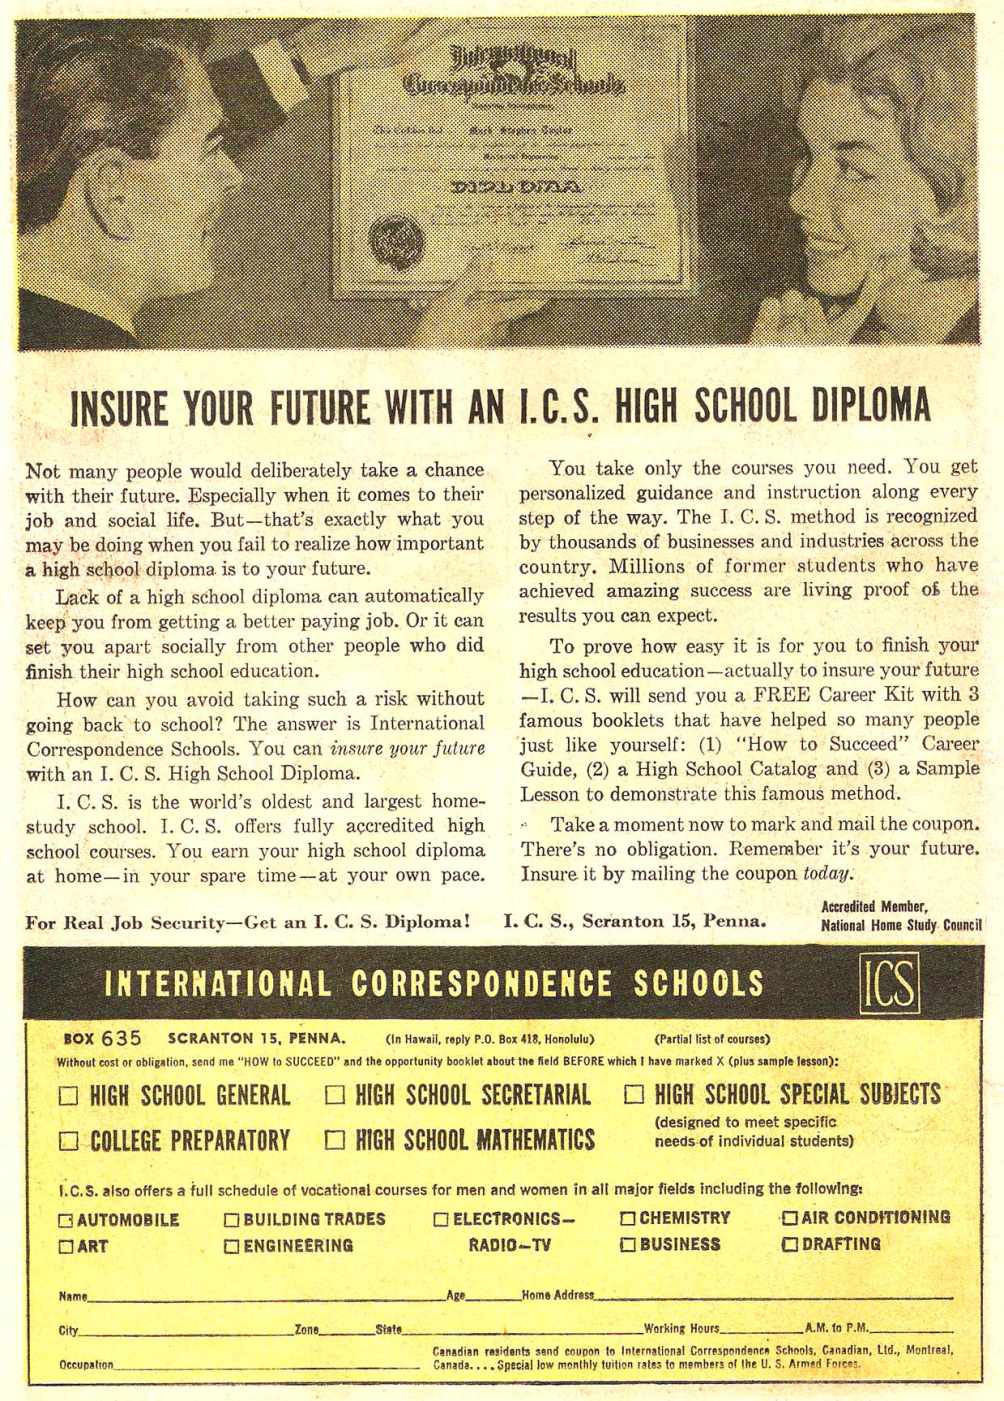 International
Correspondence Schools
Mark Stephen Taylor
DIPLOMA
INSURE YOUR FUTURE WITH AN I.C.S. HIGH SCHOOL DIPLOMA
Not many people would deliberately take a chance
with their future. Especially when it comes to their
job and social life. But—that's exactly what you
may be doing when you fail to realize how important
a high school diploma is to your future.
Lack of a high school diploma can automatically
keep you from getting a better paying job. Or it can
set you apart socially from other people who did
finish their high school education.
How can you avoid taking such a risk without
going back to school? The answer is International
Correspondence Schools. You can insure your future
with an I. C. S. High School Diploma.
I. C. S. is the world's oldest and largest home-
study school. I. C. S. offers fully accredited high
school courses. You earn your high school diploma
at home—in your spare time—at your own pace.
You take only the courses you need. You get
personalized guidance and instruction along every
step of the way. The I. C. S. method is recognized
by thousands of businesses and industries across the
country. Millions of former students who have
achieved amazing success are living proof of the
results you can expect.
To prove how easy it is for you to finish your
high school education—actually to insure your future
—I. C. S. will send you a FREE Career Kit with 3
famous booklets that have helped so many people
just like yourself: (1) "How to Succeed" Career
Guide, (2) a High School Catalog and (3) a Sample
Lesson to demonstrate this famous method.
Take a moment now to mark and mail the coupon.
There's no obligation. Remember it's your future.
Insure it by mailing the coupon today.
For Real Job Security—Get an I. C. S. Diploma! I. C. S., Scranton 15, Penna.
Accredited Member,
National Home Study Council
INTERNATIONAL CORRESPONDENCE SCHOOLS ICS
BOX 635 SCRANTON 15, PENNA. (In Hawaii, reply P.O. Box 418, Honolulu) (Partial list of courses)
Without cost or obligation, send me "HOW to SUCCEED" and the opportunity booklet about the field BEFORE which I have marked X (plus sample lesson):
HIGH SCHOOL GENERAL HIGH SCHOOL SECRETARIAL HIGH SCHOOL SPECIAL SUBJECTS
(designed to meet specific
COLLEGE PREPARATORY HIGH SCHOOL MATHEMATICS needs of individual students)
I.C.S. also offers a full schedule of vocational courses for men and women in all major fields including the following:
AUTOMOBILE BUILDING TRADES ELECTRONICS— CHEMISTRY AIR CONDITIONING
ART ENGINEERING RADIO—TV BUSINESS DRAFTING
Name Age Home Address
City Zone State Working Hours A.M. to P.M.
Canadian residents send coupon to International Correspondence Schools, Canadian, Ltd., Montreal,
Occupation Canada. . . . Special low monthly tuition rates to members of the U. S. Armed Forces.